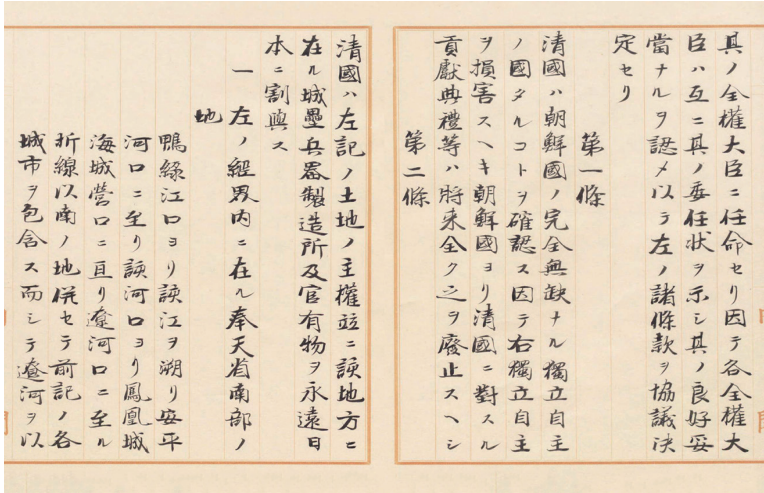 其ノ全權大臣ニ任命セリ因テ各全權大
臣ハ互ニ其ノ委任状ヲ示シ其ノ良好妥
當ナルヲ認メ以テ左ノ諸條款ヲ協議決
定セリ
第一條
清國ハ朝鮮國ノ完全無缺ナル獨立自主
ノ國タルコトヲ確認ス因テ右獨立自主
ヲ損害スヘキ朝鮮國ヨリ清國ニ對スル
貢獻典禮等ハ將来全ク之ヲ廢止スヘシ
第二條
清國ハ左記ノ土地ノ主權竝ニ該地方ニ
在ル城壘兵器製造所及官有物ヲ永遠日
本ニ割與ス
一 左ノ經界内ニ在ル奉天省南部ノ
地
鴨綠江口ヨリ該江ヲ溯リ安平
河口ニ至リ該河口ヨリ鳳凰城
海城營口ニ亘リ遼河口ニ至ル
折線以南ノ地併セテ前記ノ各
城市ヲ包含ス而シテ遼河ヲ以